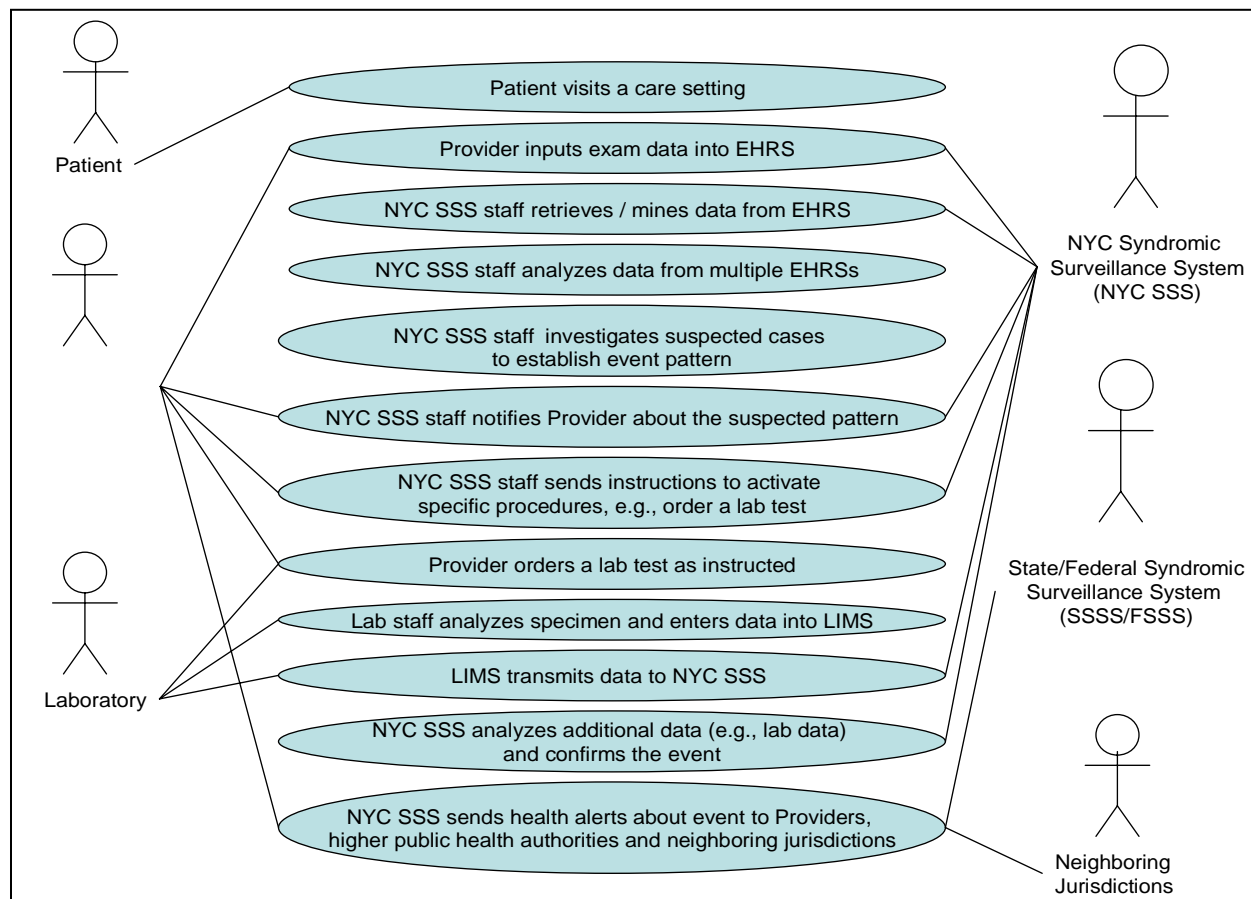 Patient visits a care setting
Patient
Provider inputs exam data into EHRS
NYC SSS staff retrieves / mines data from EHRS
NYC SSS staff analyzes data from multiple EHRSs
NYC SSS staff  investigates suspected cases
to establish event pattern
NYC SSS staff notifies Provider about the suspected pattern
NYC SSS staff sends instructions to activate
specific procedures, e.g., order a lab test
Provider orders a lab test as instructed
Lab staff analyzes specimen and enters data into LIMS
LIMS transmits data to NYC SSS
NYC SSS analyzes additional data (e.g., lab data)
and confirms the event
NYC SSS sends health alerts about event to Providers,
higher public health authorities and neighboring jurisdictions
Laboratory
NYC Syndromic
Surveillance System
(NYC SSS)
State/Federal Syndromic
Surveillance System
(SSSS/FSSS)
Neighboring
Jurisdictions